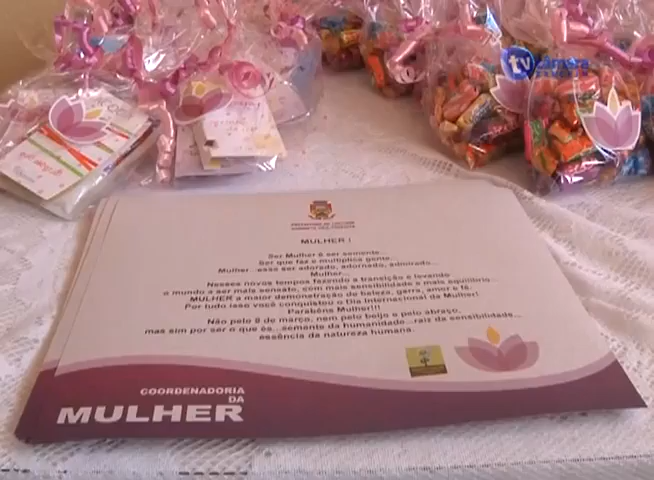 tv câmara
MULHER !
Ser Mulher é ser semente...
Ser que faz e multiplica gente...
Mulher...esse ser adorado, adornado, admirado...
Mulher...
Nesses novos tempos fazendo a transição e levando
o mundo a ser mais sensato, com mais sensibilidade e mais equilíbrio...
MULHER a maior demonstração de beleza, garra, amor e fé.
Por tudo isso você conquistou o Dia Internacional da Mulher!
Parabéns Mulher!!!
Não pelo 8 de março, nem pelo beijo e pelo abraço,
mas sim por ser o que és...semente da humanidade...raiz da sensibilidade...
essência da natureza humana.
COORDENADORIA
DA
MULHER